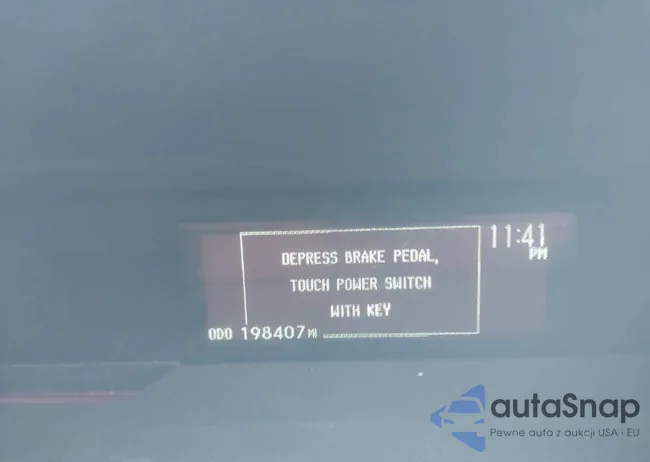 11:41
PM
DEPRESS BRAKE PEDAL,
TOUCH POWER SWITCH
WITH KEY
ODO 198407 MI
autaSnap
Pewne auta z aukcji USA - EU